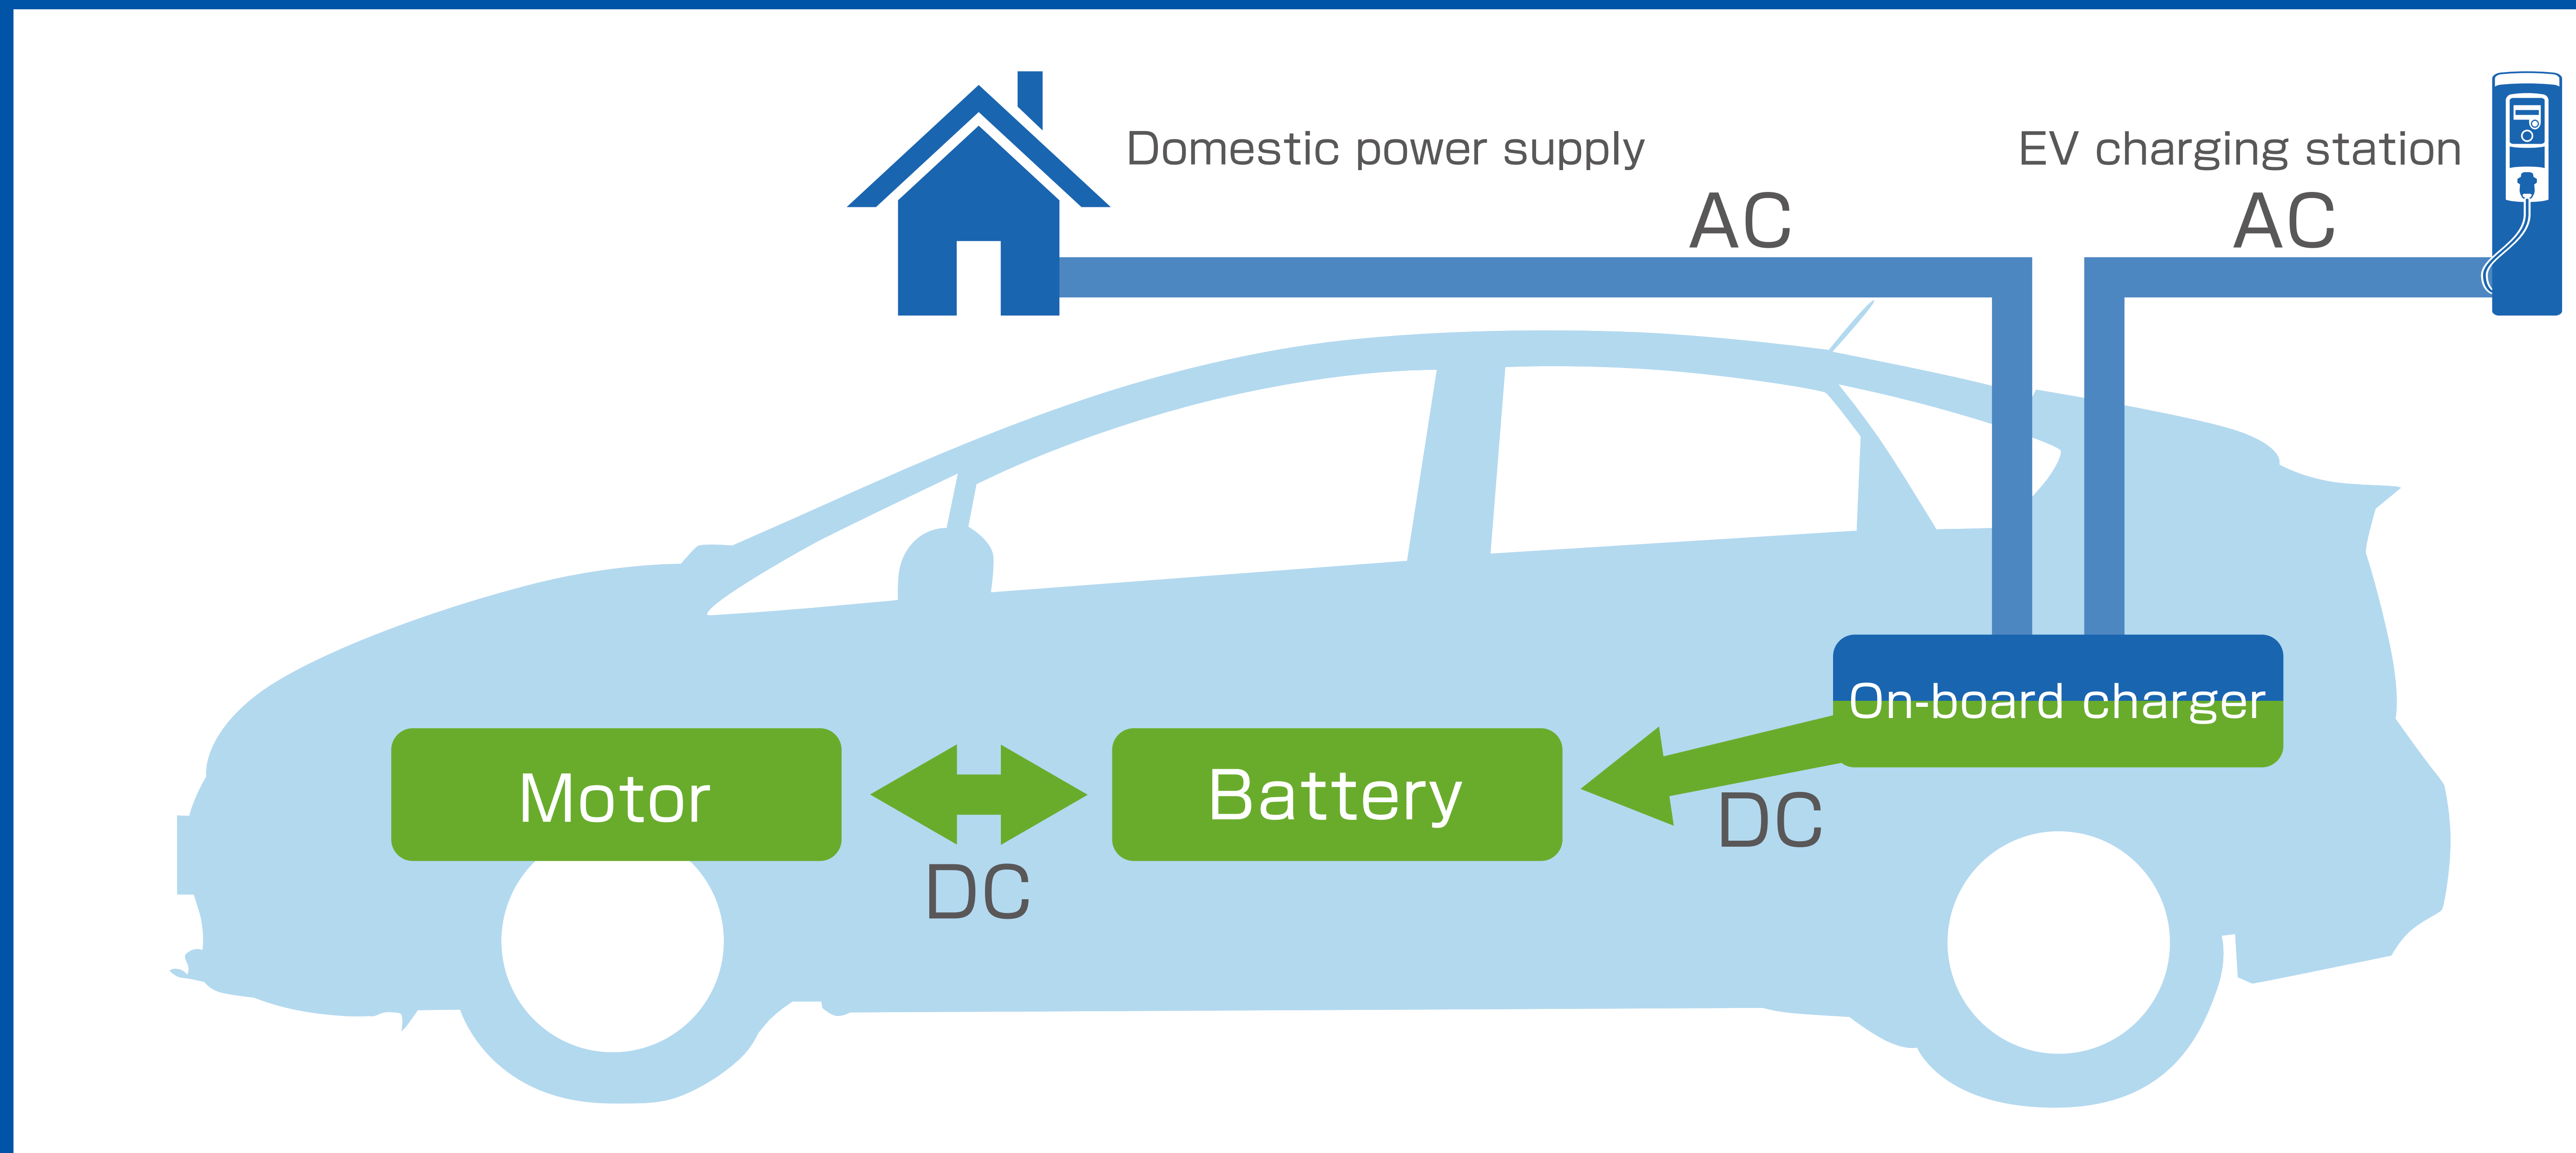 Domestic power supply
EV charging station
AC
AC
On-board charger
Motor
Battery
DC
DC